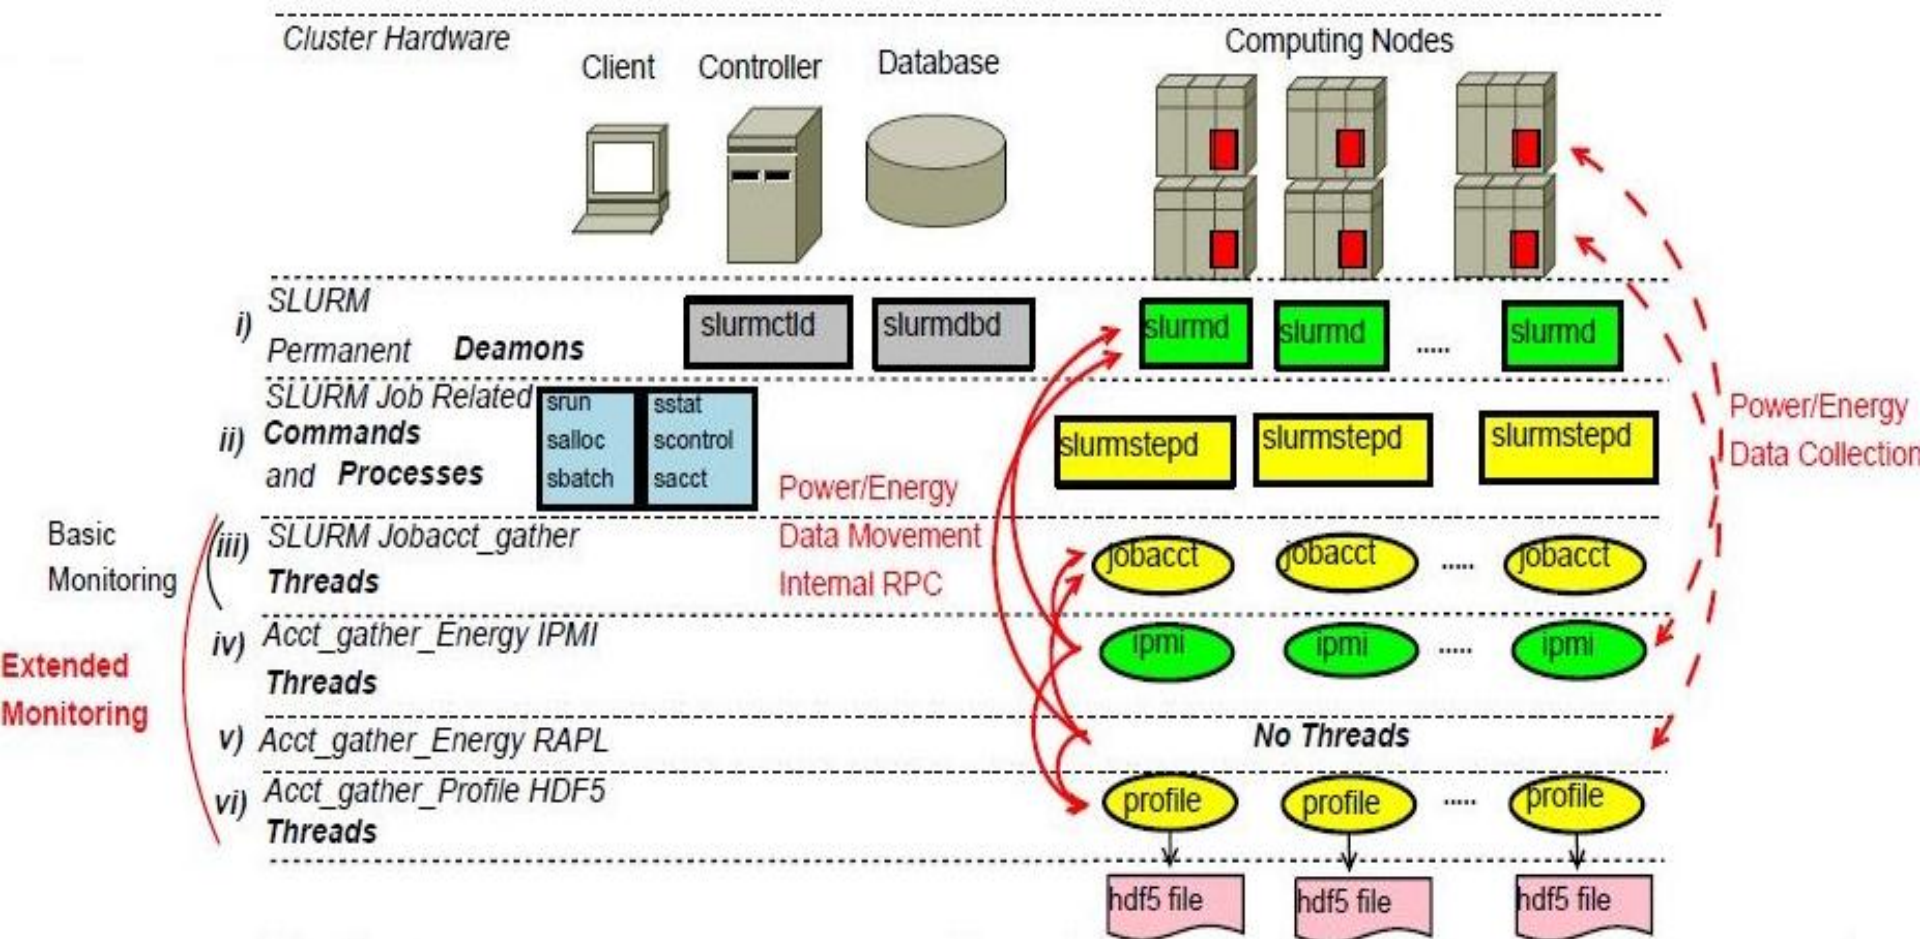 Cluster Hardware
Client
Controller
Database
Computing Nodes
i)
SLURM
Permanent Deamons
slurmctld
slurmdbd
slurmd
slurmd
.....
slurmd
ii)
SLURM Job Related
Commands
and Processes
srun
salloc
sbatch
sstat
scontrol
sacct
slurmstepd
slurmstepd
slurmstepd
Power/Energy
Data Collection
Power/Energy
Data Movement
Internal RPC
Basic
Monitoring
iii)
SLURM Jobacct_gather
Threads
jobacct
jobacct
.....
jobacct
Extended
Monitoring
iv)
Acct_gather_Energy IPMI
Threads
ipmi
ipmi
.....
ipmi
v)
Acct_gather_Energy RAPL
No Threads
vi)
Acct_gather_Profile HDF5
Threads
profile
profile
.....
profile
hdf5 file
hdf5 file
hdf5 file